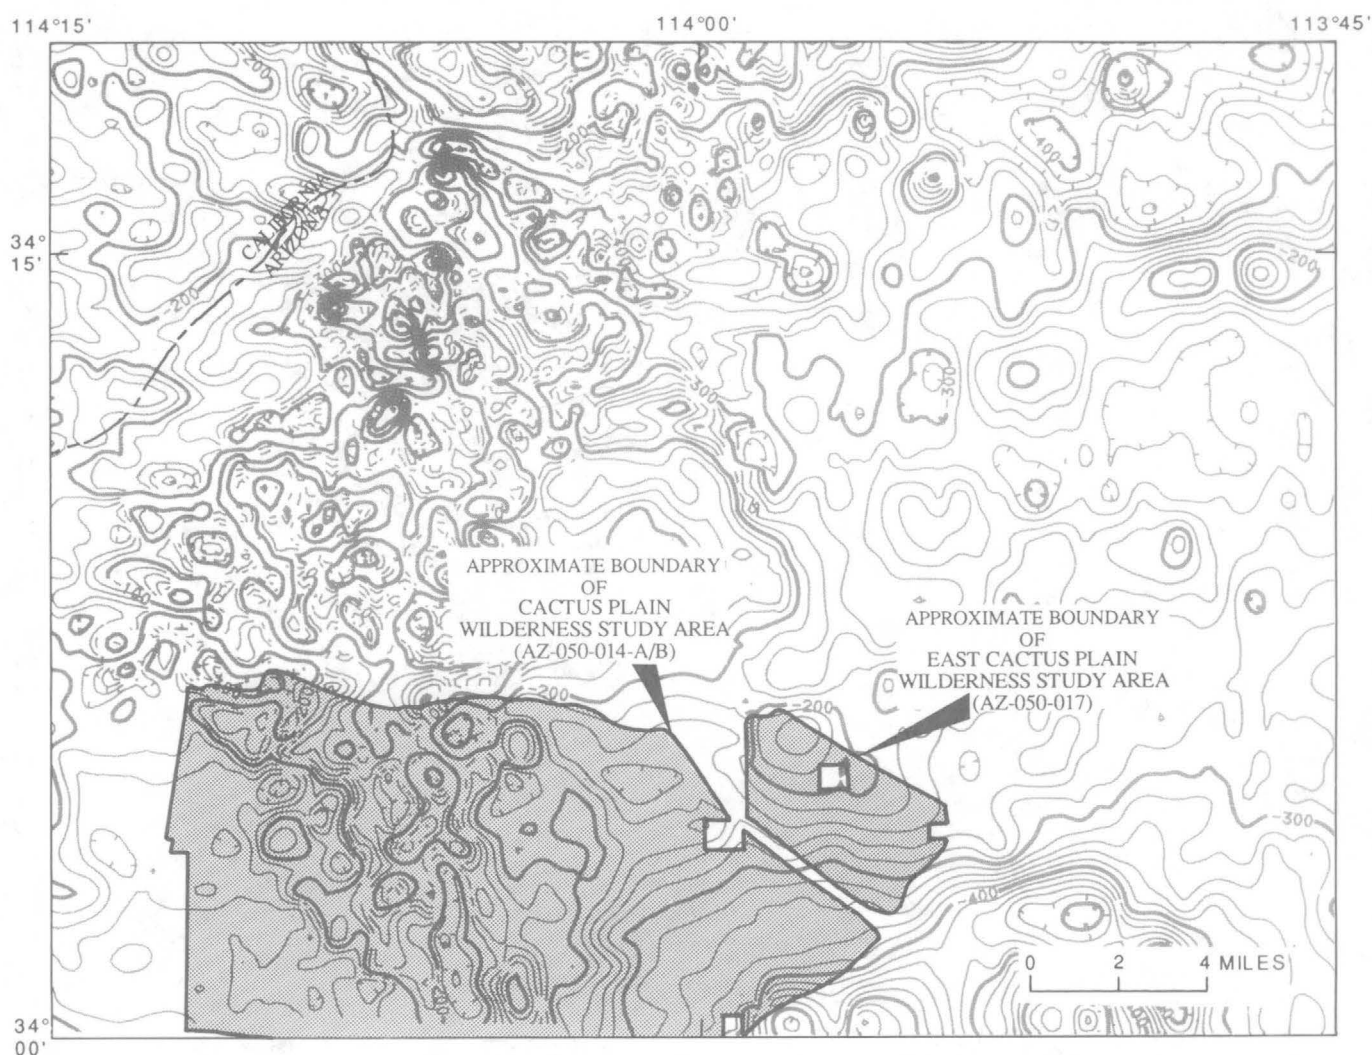 114°15'
114°00'
113°45'
-200
-200
-400
CALIFORNIA
ARIZONA
34°
15'
-200
-200
-300
-300
-100
APPROXIMATE BOUNDARY
OF
CACTUS PLAIN
WILDERNESS STUDY AREA
(AZ-050-014-A/B)
APPROXIMATE BOUNDARY
OF
EAST CACTUS PLAIN
WILDERNESS STUDY AREA
(AZ-050-017)
-200
-200
-300
-400
0 2 4 MILES
34°
00'